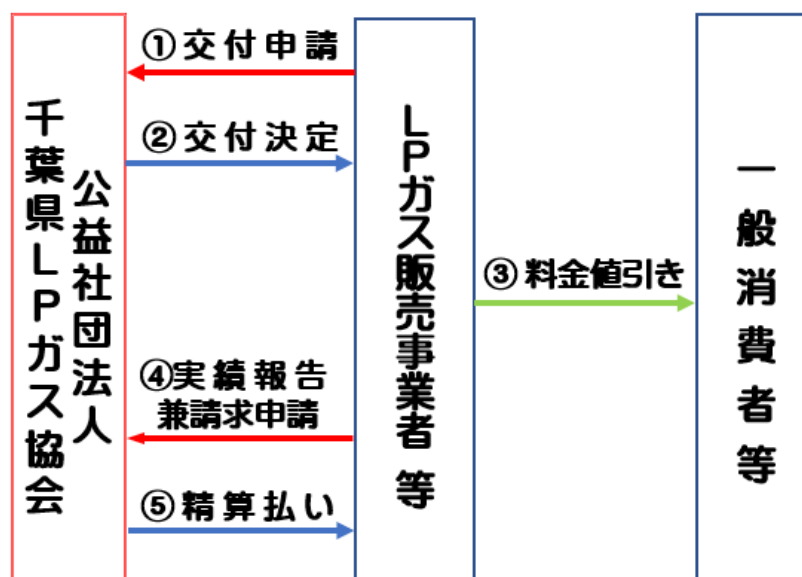 公益社団法人
千葉県LPガス協会
①交付申請
②交付決定
④実績報告
兼請求申請
⑤精算払い
LPガス販売事業者 等
③料金値引き
一般消費者等